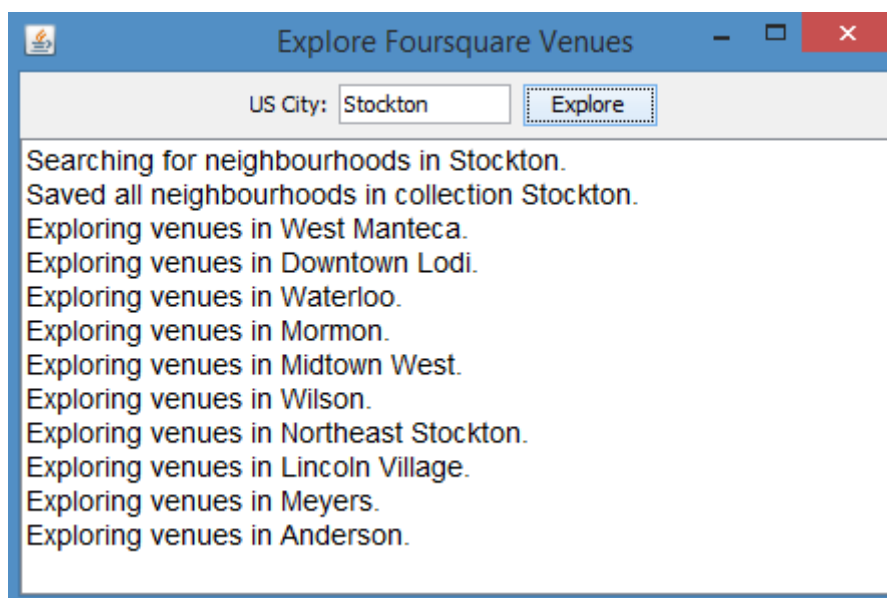 Explore Foursquare Venues
US City: Stockton Explore
Searching for neighbourhoods in Stockton.
Saved all neighbourhoods in collection Stockton.
Exploring venues in West Manteca.
Exploring venues in Downtown Lodi.
Exploring venues in Waterloo.
Exploring venues in Mormon.
Exploring venues in Midtown West.
Exploring venues in Wilson.
Exploring venues in Northeast Stockton.
Exploring venues in Lincoln Village.
Exploring venues in Meyers.
Exploring venues in Anderson.